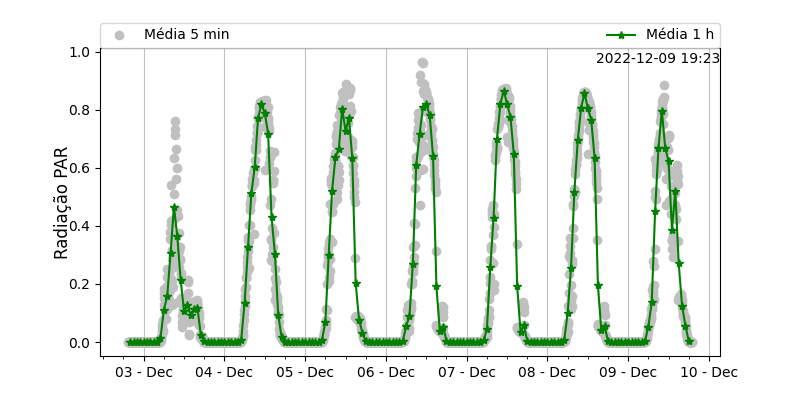 Média 5 min
Média 1 h
2022-12-09 19:23
Radiação PAR
1.0
0.8
0.6
0.4
0.2
0.0
03 - Dec
04 - Dec
05 - Dec
06 - Dec
07 - Dec
08 - Dec
09 - Dec
10 - Dec